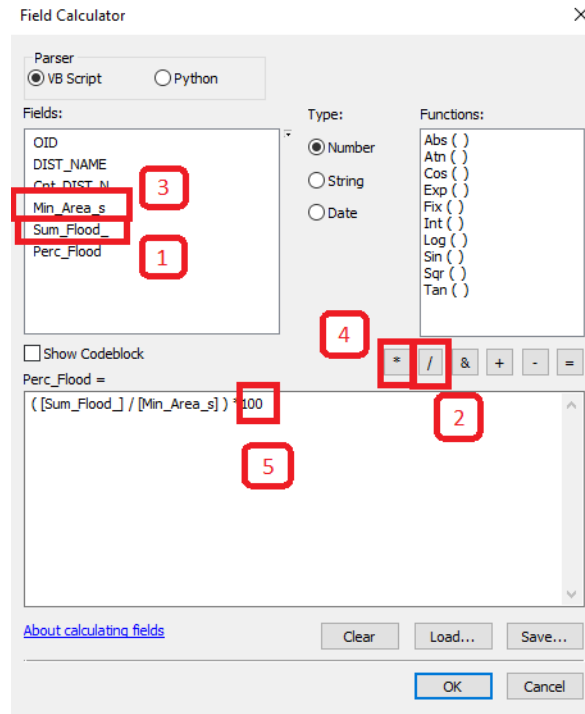 Field Calculator
Parser
VB Script Python
Fields: Type: Functions:
OID
DIST_NAME
Cnt_DIST_N
Min_Area_s
Sum_Flood_
Perc_Flood
3
1
Number
String
Date
Abs ( )
Atn ( )
Cos ( )
Exp ( )
Fix ( )
Int ( )
Log ( )
Sin ( )
Sqr ( )
Tan ( )
4
Show Codeblock
* / & + - =
Perc_Flood =
( [Sum_Flood_] / [Min_Area_s] ) * 100
2
5
About calculating fields
Clear Load... Save...
OK Cancel